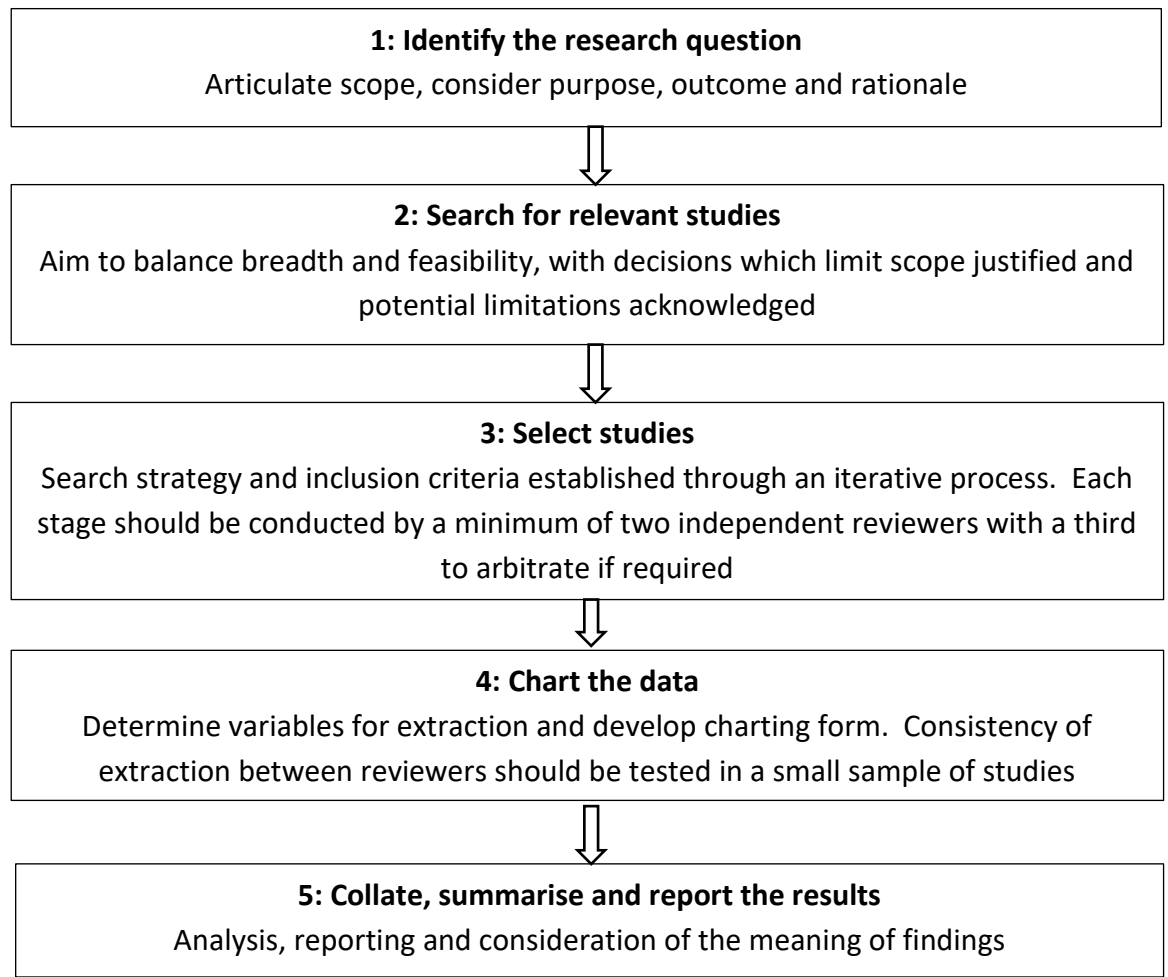 1: Identify the research question
Articulate scope, consider purpose, outcome and rationale
2: Search for relevant studies
Aim to balance breadth and feasibility, with decisions which limit scope justified and
potential limitations acknowledged
3: Select studies
Search strategy and inclusion criteria established through an iterative process.  Each
stage should be conducted by a minimum of two independent reviewers with a third
to arbitrate if required
4: Chart the data
Determine variables for extraction and develop charting form.  Consistency of
extraction between reviewers should be tested in a small sample of studies
5: Collate, summarise and report the results
Analysis, reporting and consideration of the meaning of findings